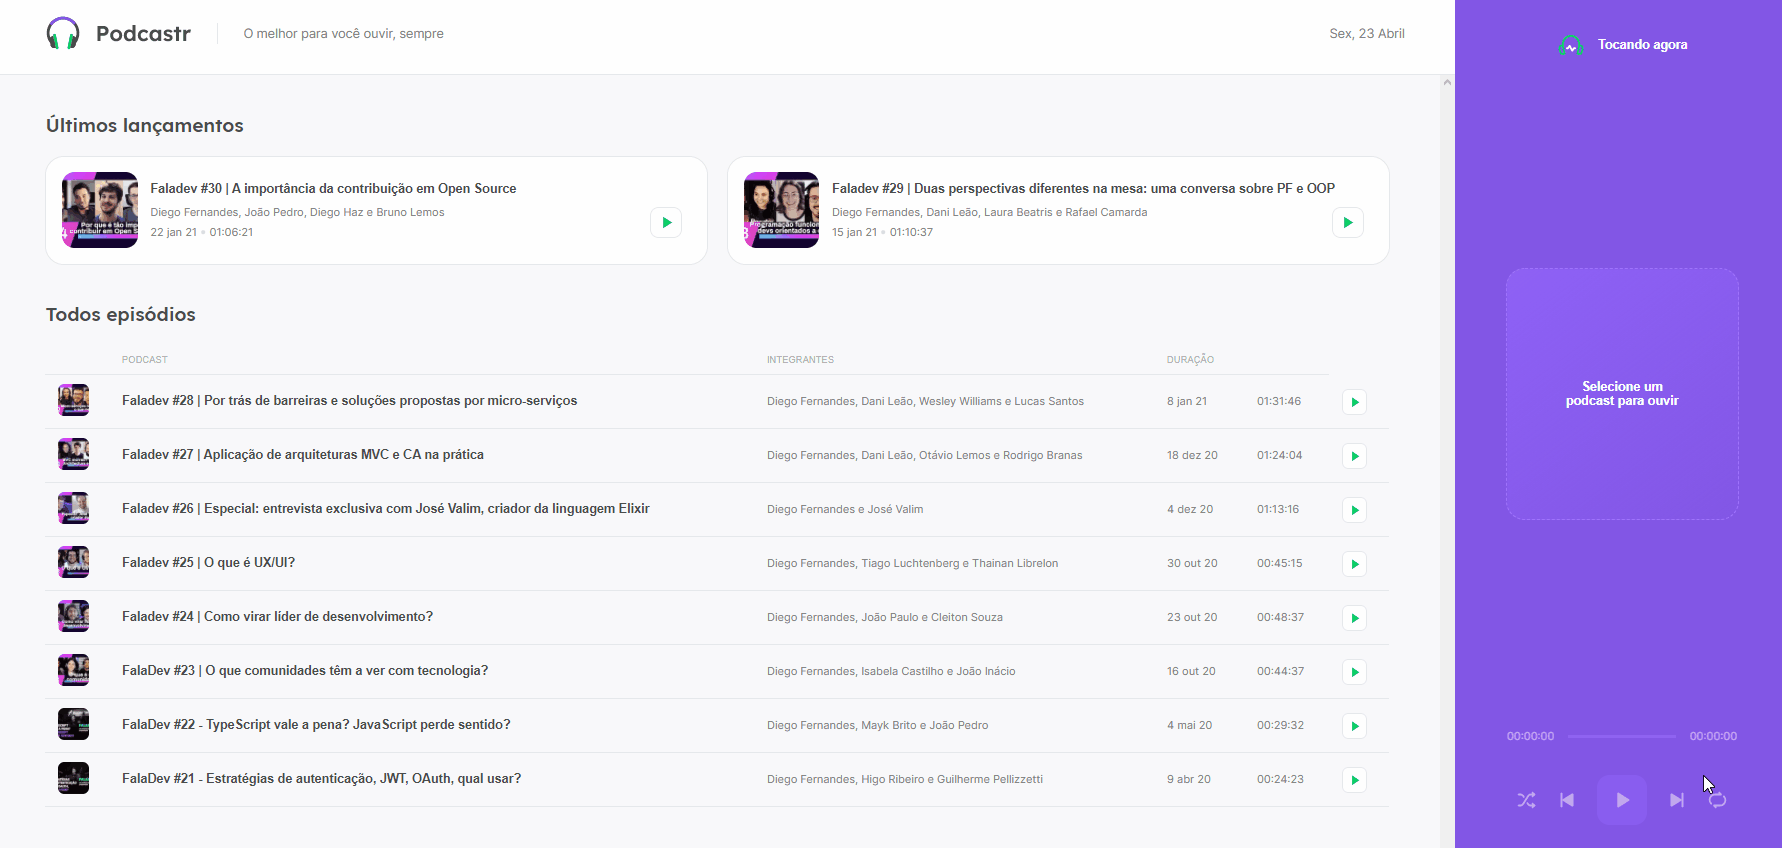 Podcastr
O melhor para você ouvir, sempre
Sex, 23 Abril
Tocando agora
Últimos lançamentos
Faladev #30 | A importância da contribuição em Open Source
Diego Fernandes, João Pedro, Diego Haz e Bruno Lemos
22 jan 21 • 01:06:21
Faladev #29 | Duas perspectivas diferentes na mesa: uma conversa sobre PF e OOP
Diego Fernandes, Dani Leão, Laura Beatris e Rafael Camarda
15 jan 21 • 01:10:37
Todos episódios
PODCAST INTEGRANTES DURAÇÃO
Faladev #28 | Por trás de barreiras e soluções propostas por micro-serviços Diego Fernandes, Dani Leão, Wesley Williams e Lucas Santos 8 jan 21 01:31:46
Faladev #27 | Aplicação de arquiteturas MVC e CA na prática Diego Fernandes, Dani Leão, Otávio Lemos e Rodrigo Branas 18 dez 20 01:24:04
Faladev #26 | Especial: entrevista exclusiva com José Valim, criador da linguagem Elixir Diego Fernandes e José Valim 4 dez 20 01:13:16
Faladev #25 | O que é UX/UI? Diego Fernandes, Tiago Luchtenberg e Thainan Librelon 30 out 20 00:45:15
Faladev #24 | Como virar líder de desenvolvimento? Diego Fernandes, João Paulo e Cleiton Souza 23 out 20 00:48:37
FalaDev #23 | O que comunidades têm a ver com tecnologia? Diego Fernandes, Isabela Castilho e João Inácio 16 out 20 00:44:37
FalaDev #22 - TypeScript vale a pena? JavaScript perde sentido? Diego Fernandes, Mayk Brito e João Pedro 4 mai 20 00:29:32
FalaDev #21 - Estratégias de autenticação, JWT, OAuth, qual usar? Diego Fernandes, Higo Ribeiro e Guilherme Pellizzetti 9 abr 20 00:24:23
Selecione um
podcast para ouvir
00:00:00 00:00:00